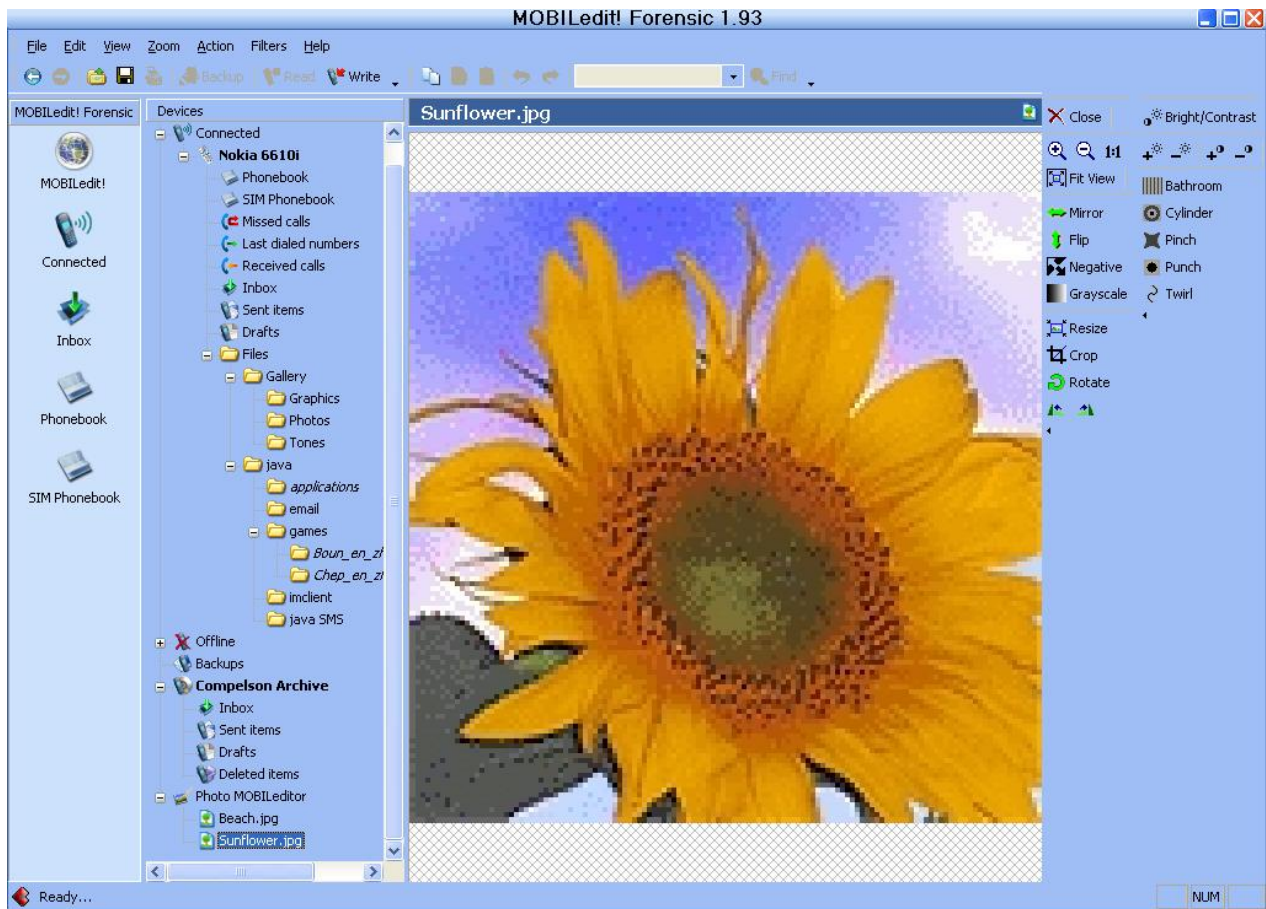 MOBILedit! Forensic 1.93
File Edit View Zoom Action Filters Help
Backup Read Write Find
MOBILedit! Forensic
MOBILedit!
Connected
Inbox
Phonebook
SIM Phonebook
Devices
Connected
Nokia 6610i
Phonebook
SIM Phonebook
Missed calls
Last dialed numbers
Received calls
Inbox
Sent items
Drafts
Files
Gallery
Graphics
Photos
Tones
java
applications
email
games
Boun_en_zh
Chep_en_zh
imclient
java SMS
Offline
Backups
Compelson Archive
Inbox
Sent items
Drafts
Deleted items
Photo MOBILeditor
Beach.jpg
Sunflower.jpg
Sunflower.jpg
Close
1:1
Fit View
Mirror
Flip
Negative
Grayscale
Resize
Crop
Rotate
Bright/Contrast
Bathroom
Cylinder
Pinch
Punch
Twirl
Ready...
NUM